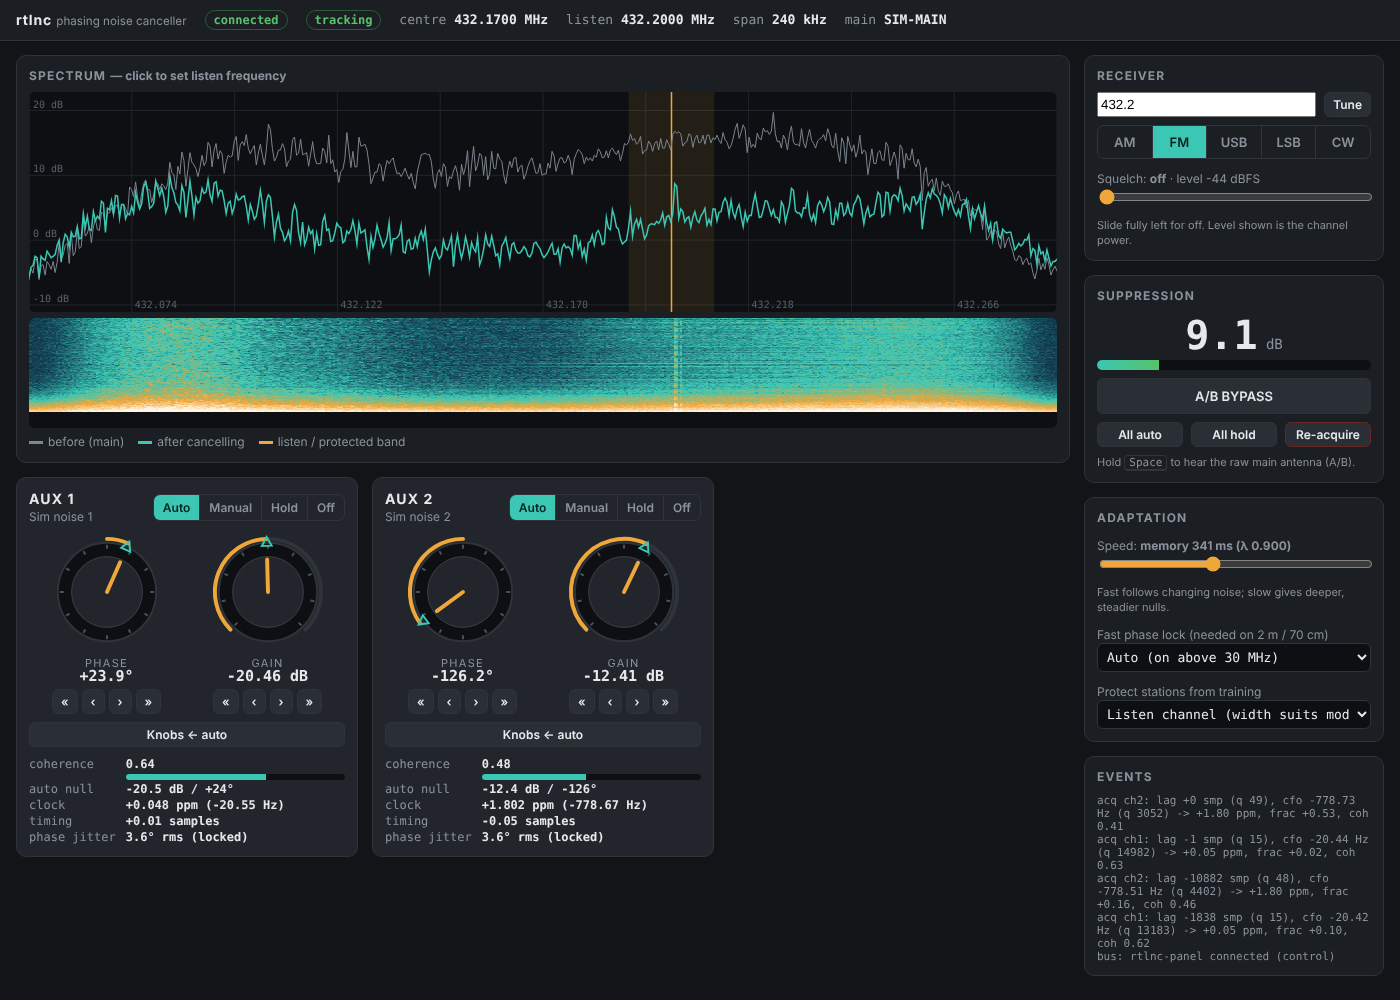 rtlnc phasing noise canceller connected tracking centre 432.1700 MHz listen 432.2000 MHz span 240 kHz main SIM-MAIN
SPECTRUM — click to set listen frequency
20 dB
10 dB
0 dB
-10 dB
432.074 432.122 432.170 432.218 432.266
before (main) after cancelling listen / protected band
AUX 1
Sim noise 1
Auto Manual Hold Off
PHASE
+23.9°
« ‹ › »
GAIN
-20.46 dB
« ‹ › »
Knobs ← auto
coherence 0.64
auto null -20.5 dB / +24°
clock +0.048 ppm (-20.55 Hz)
timing +0.01 samples
phase jitter 3.6° rms (locked)
AUX 2
Sim noise 2
Auto Manual Hold Off
PHASE
-126.2°
« ‹ › »
GAIN
-12.41 dB
« ‹ › »
Knobs ← auto
coherence 0.48
auto null -12.4 dB / -126°
clock +1.802 ppm (-778.67 Hz)
timing -0.05 samples
phase jitter 3.6° rms (locked)
RECEIVER
432.2 Tune
AM FM USB LSB CW
Squelch: off · level -44 dBFS
Slide fully left for off. Level shown is the channel
power.
SUPPRESSION
9.1 dB
A/B BYPASS
All auto All hold Re-acquire
Hold Space to hear the raw main antenna (A/B).
ADAPTATION
Speed: memory 341 ms (λ 0.900)
Fast follows changing noise; slow gives deeper,
steadier nulls.
Fast phase lock (needed on 2 m / 70 cm)
Auto (on above 30 MHz)
Protect stations from training
Listen channel (width suits mod
EVENTS
acq ch2: lag +0 smp (q 49), cfo -778.73
Hz (q 3052) -> +1.80 ppm, frac +0.53, coh
0.41
acq ch1: lag -1 smp (q 15), cfo -20.44 Hz
(q 14982) -> +0.05 ppm, frac +0.02, coh
0.63
acq ch2: lag -10882 smp (q 48), cfo
-778.51 Hz (q 4402) -> +1.80 ppm, frac
+0.16, coh 0.46
acq ch1: lag -1838 smp (q 15), cfo -20.42
Hz (q 13183) -> +0.05 ppm, frac +0.10,
coh 0.62
bus: rtlnc-panel connected (control)